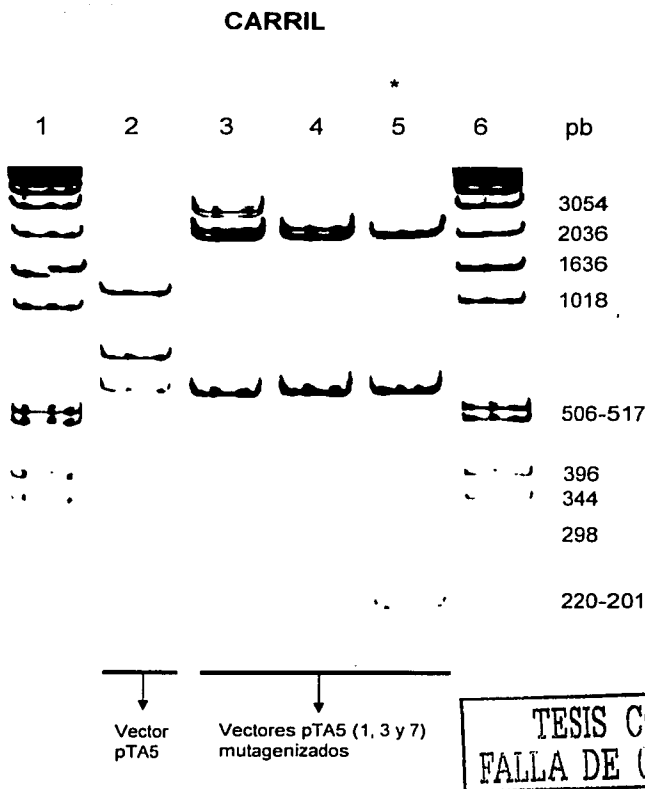 CARRIL
*
1 2 3 4 5 6 pb
3054
2036
1636
1018
506-517
396
344
298
220-201
Vector
pTA5
Vectores pTA5 (1, 3 y 7)
mutagenizados
TESIS
FALLA DE